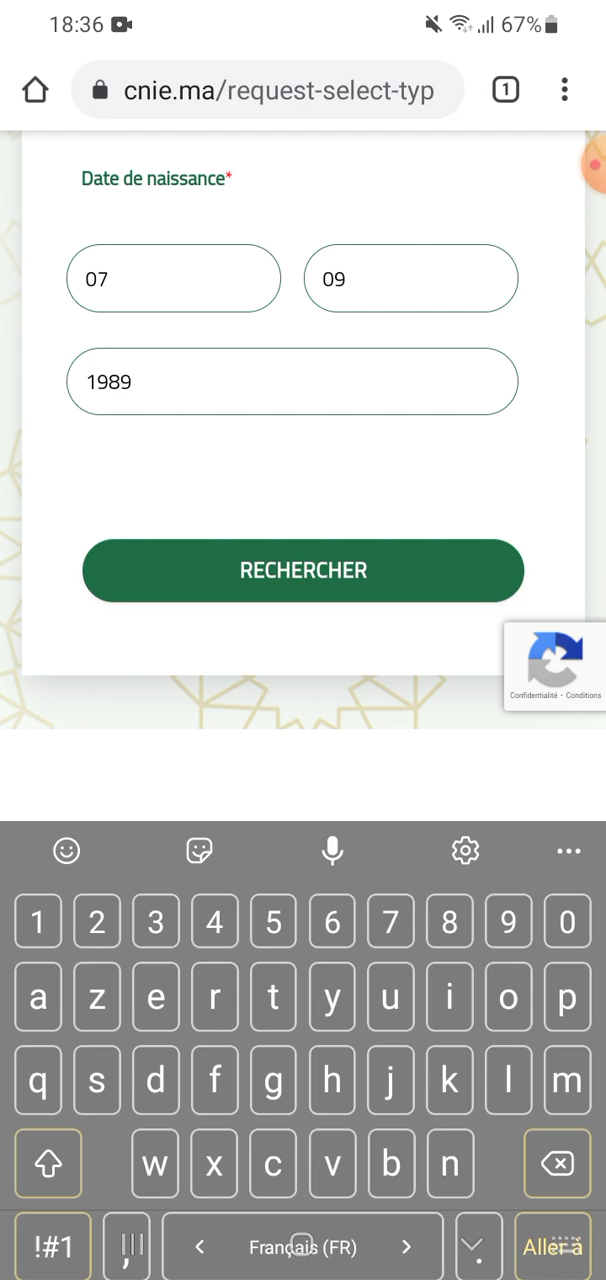 18:36 67%
cnie.ma/request-select-typ 1
Date de naissance*
07 09
1989
RECHERCHER
Confidentialité - Conditions
1 2 3 4 5 6 7 8 9 0
a z e r t y u i o p
q s d f g h j k l m
w x c v b n
!#1 , < Français (FR) > . Aller à